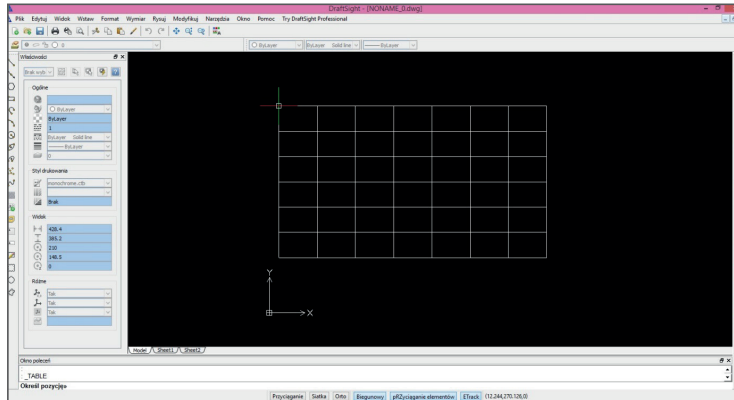 DraftSight - [NONAME_0.dwg]
Plik Edytuj Widok Wstaw Format Wymiar Rysuj Modyfikuj Narzędzia Okno Pomoc Try DraftSight Professional
0 ByLayer ByLayer Solid line ByLayer
Właściwości
Brak wyb
Ogólne
ByLayer
ByLayer
1
ByLayer Solid line
ByLayer
0
Styl drukowania
monochrome.ctb
Brak
Widok
428.4
385.2
210
148.5
0
Różne
Tak
Tak
Tak
Y
X
Model Sheet1 Sheet2
Okno poleceń
:
: _TABLE
Określ pozycję»
Przyciąganie Siatka Orto Biegunowy pRZyciąganie elementów ETrack (12.244,270.126,0)